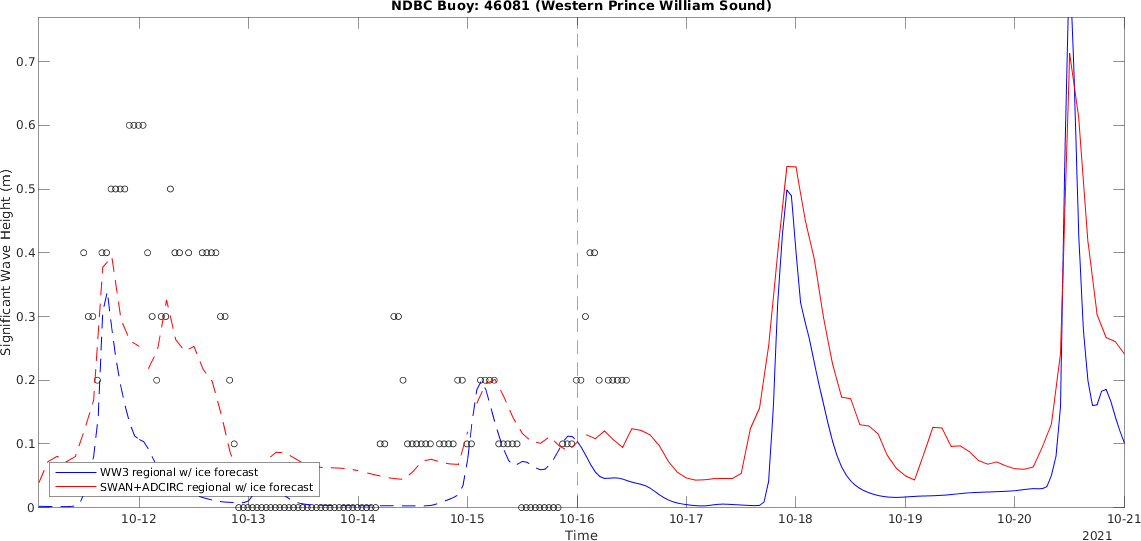 NDBC Buoy: 46081 (Western Prince William Sound)
Significant Wave Height (m)
0.7
0.6
0.5
0.4
0.3
0.2
0.1
0
WW3 regional w/ ice forecast
SWAN+ADCIRC regional w/ ice forecast
10-12 10-13 10-14 10-15 10-16 10-17 10-18 10-19 10-20 10-21
Time
2021